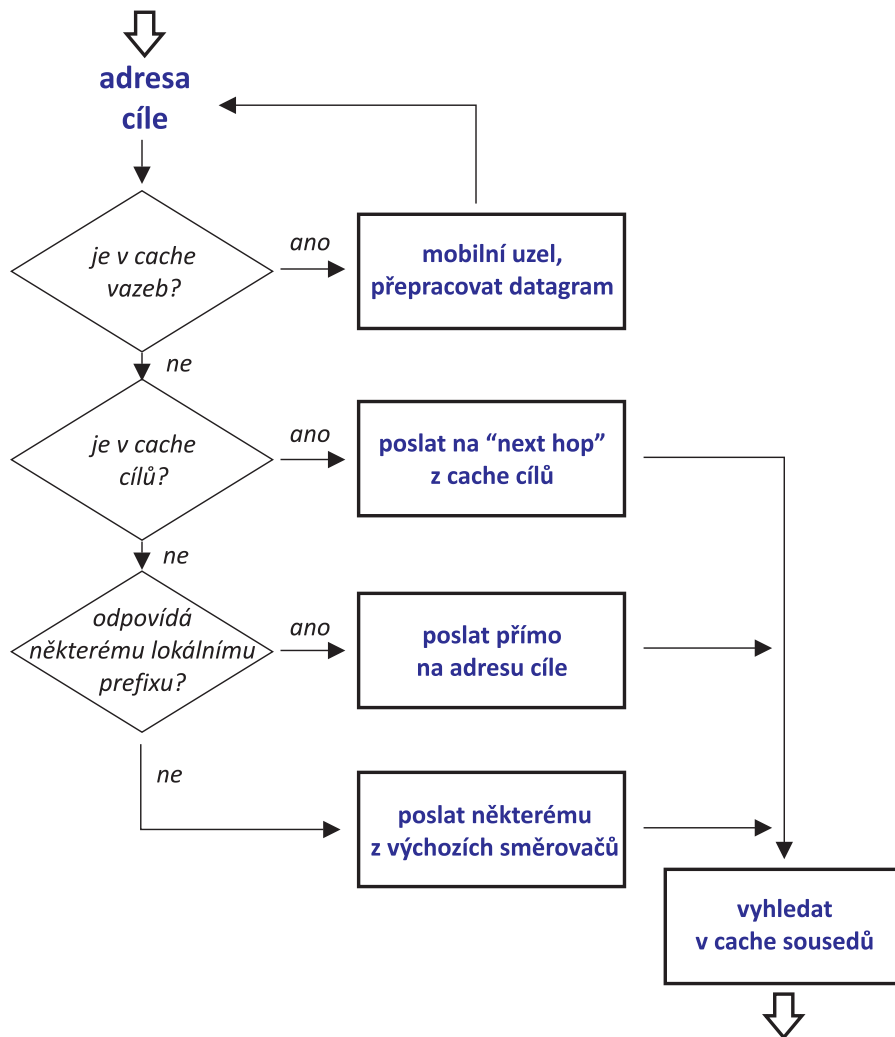 adresa
cíle
je v cache
vazeb?
ano
mobilní uzel,
přepracovat datagram
ne
je v cache
cílů?
ano
poslat na “next hop”
z cache cílů
ne
odpovídá
některému lokálnímu
prefixu?
ano
poslat přímo
na adresu cíle
ne
poslat některému
z výchozích směrovačů
vyhledat
v cache sousedů